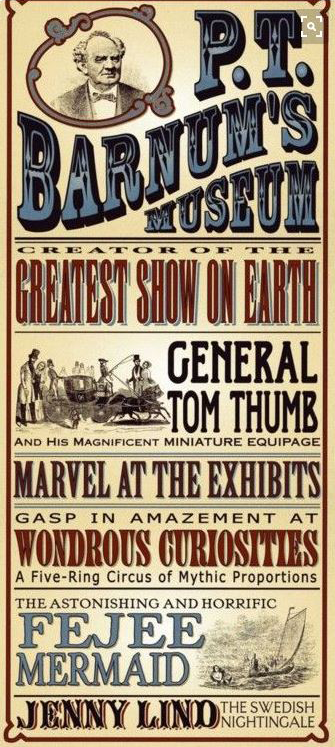 P.T.
BARNUM'S
MUSEUM
CREATOR OF THE
GREATEST SHOW ON EARTH
GENERAL
TOM THUMB
AND HIS MAGNIFICENT MINIATURE EQUIPAGE
MARVEL AT THE EXHIBITS
GASP IN AMAZEMENT AT
WONDROUS CURIOSITIES
A Five-Ring Circus of Mythic Proportions
THE ASTONISHING AND HORRIFIC
FEJEE
MERMAID
JENNY LIND THE SWEDISH
NIGHTINGALE